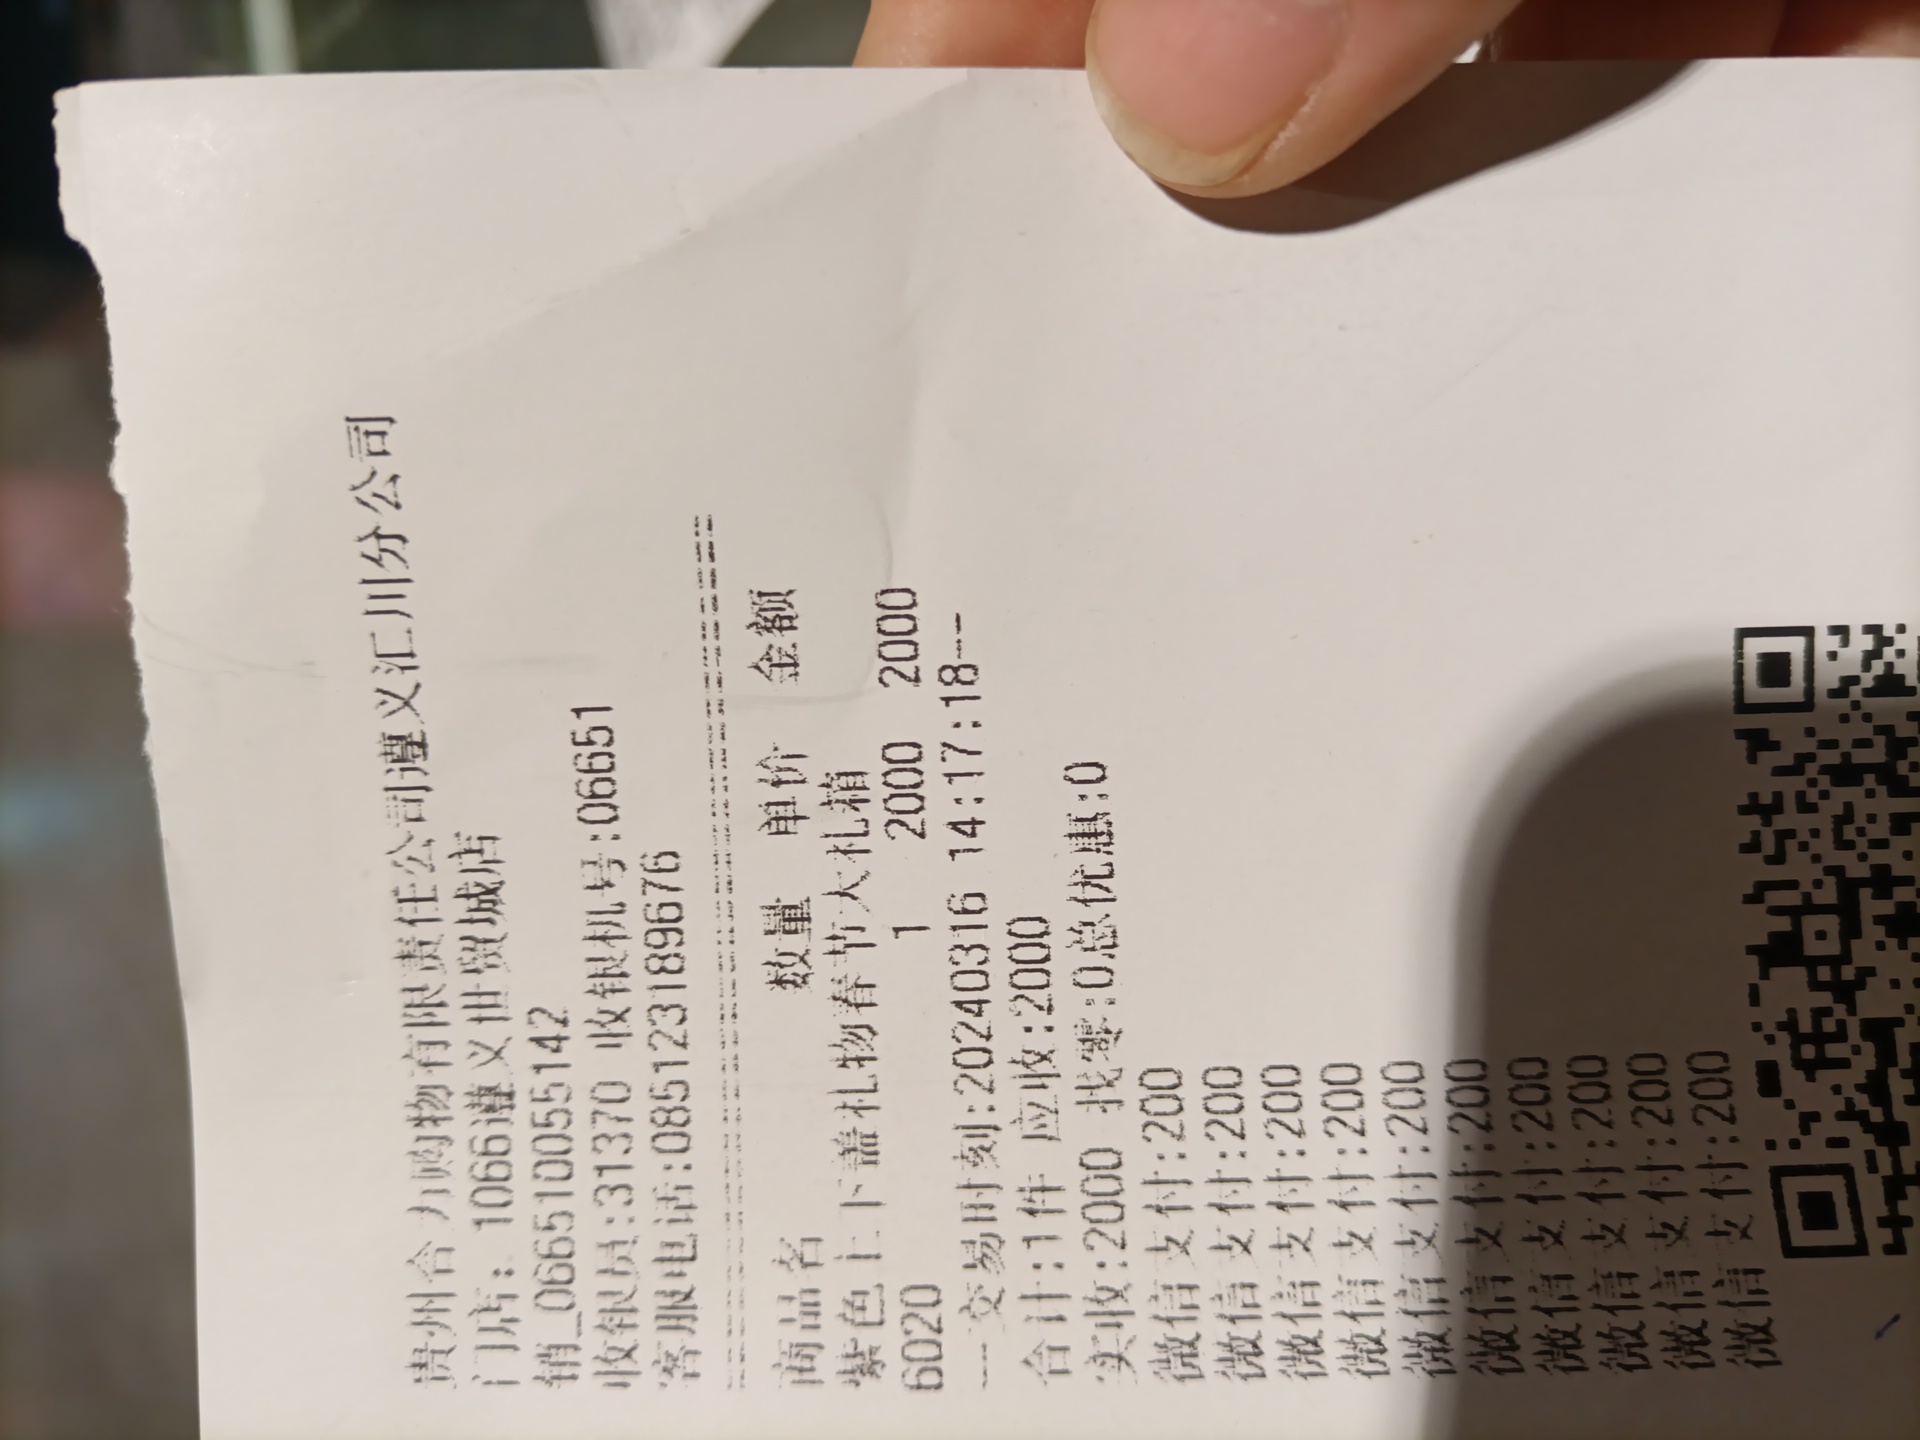 贵州合力购物有限责任公司遵义汇川分公司
门店：1066遵义世贸城店
销_066510055142
收银员:31370 收银机号:06651
客服电话:085123189676
商品名 数量 单价 金额
紫色上下盖礼物春节大礼箱
6020 1 2000 2000
---交易时刻:20240316 14:17:18---
合计:1件 应收:2000
实收:2000 找零:0总优惠:0
微信支付:200
微信支付:200
微信支付:200
微信支付:200
微信支付:200
微信支付:200
微信支付:200
微信支付:200
微信支付:200
微信支付:200